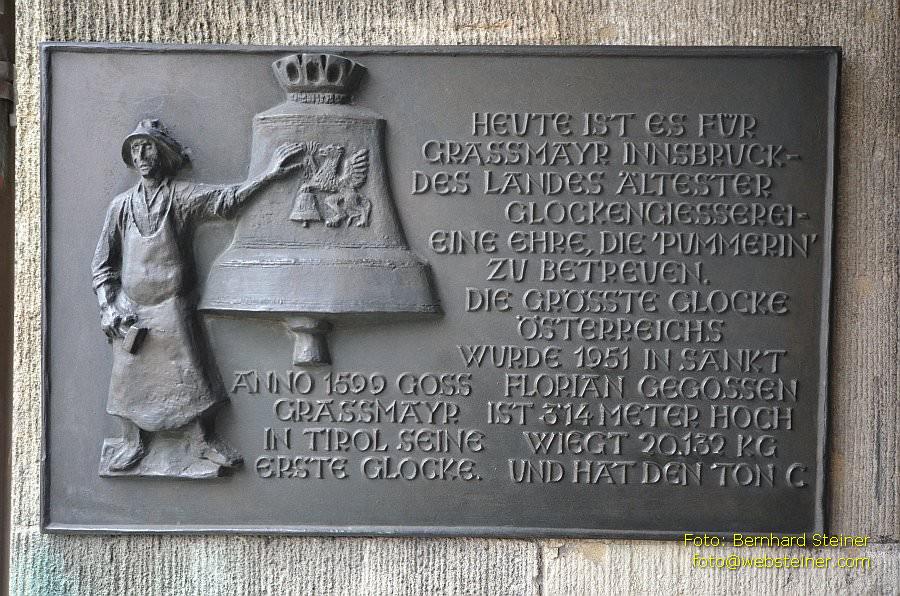 ANNO 1599 GOSS
GRASSMAYR
IN TIROL SEINE
ERSTE GLOCKE.
HEUTE IST ES FÜR
GRASSMAYR INNSBRUCK-
DES LANDES ÄLTESTER
GLOCKENGIESSEREI-
EINE EHRE, DIE 'PUMMERIN'
ZU BETREUEN.
DIE GRÖSSTE GLOCKE
ÖSTERREICHS
WURDE 1951 IN SANKT
FLORIAN GEGOSSEN
IST 3'14 METER HOCH
WIEGT 20.132 KG
UND HAT DEN TON C
Foto: Bernhard Steiner
foto@websteiner.com